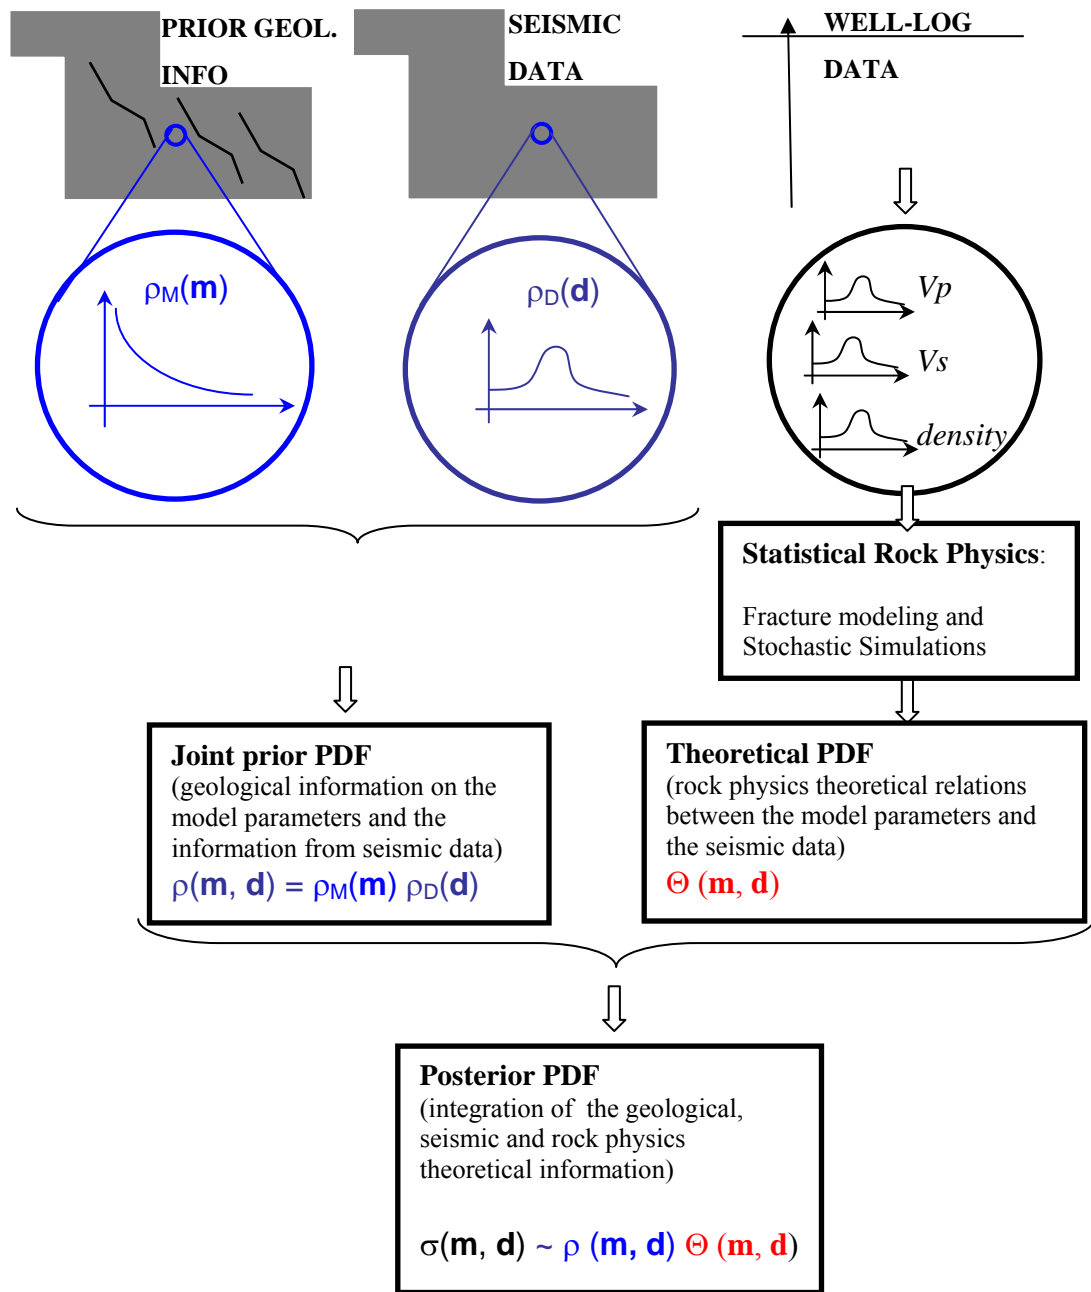 PRIOR GEOL.
INFO
SEISMIC
DATA
WELL-LOG
DATA
ρM(m)
ρD(d)
Vp
Vs
density
Statistical Rock Physics:
Fracture modeling and
Stochastic Simulations
Joint prior PDF
(geological information on the
model parameters and the
information from seismic data)
ρ(m, d) = ρM(m) ρD(d)
Theoretical PDF
(rock physics theoretical relations
between the model parameters and
the seismic data)
Θ (m, d)
Posterior PDF
(integration of the geological,
seismic and rock physics
theoretical information)
σ(m, d) ~ ρ (m, d) Θ (m, d)